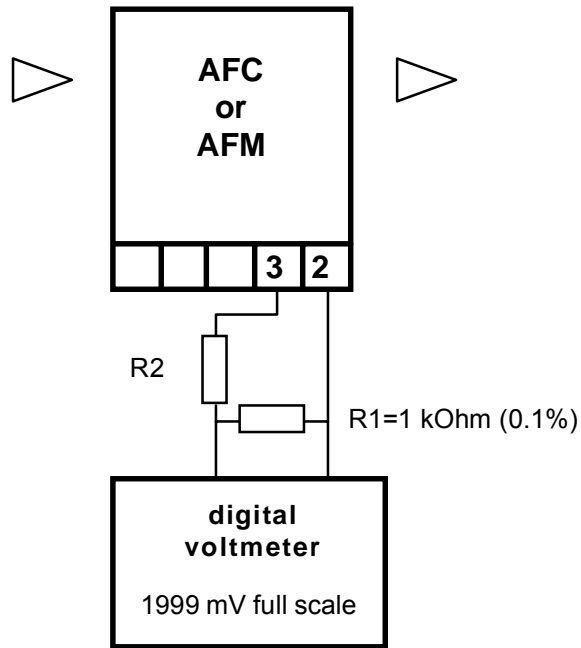 AFC
or
AFM
3 2
R2
R1=1 kOhm (0.1%)
digital
voltmeter
1999 mV full scale